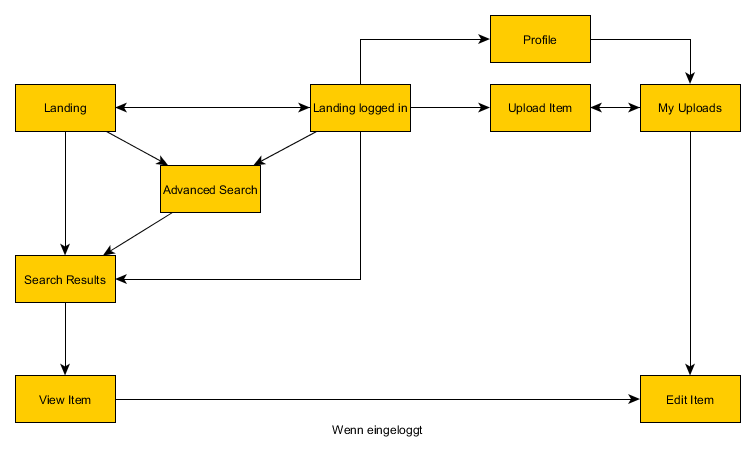 Profile
Landing
Landing logged in
Upload Item
My Uploads
Advanced Search
Search Results
View Item
Edit Item
Wenn eingeloggt